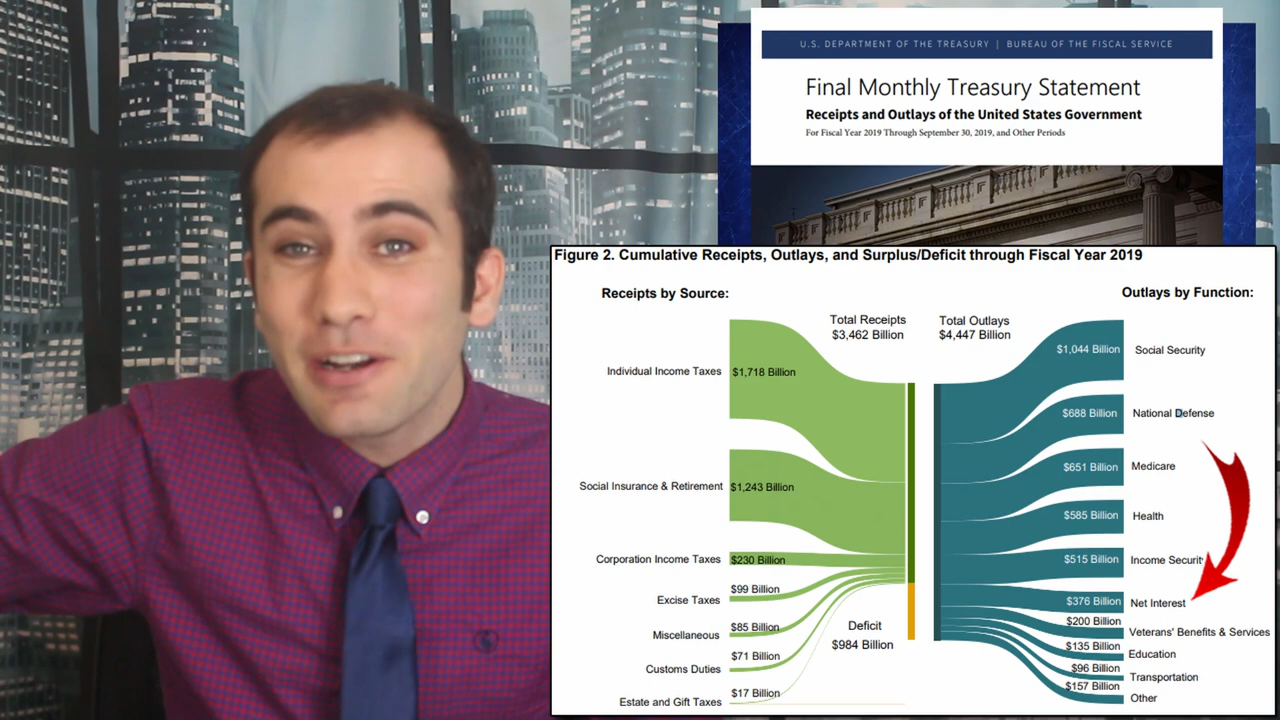 U.S. DEPARTMENT OF THE TREASURY | BUREAU OF THE FISCAL SERVICE
Final Monthly Treasury Statement
Receipts and Outlays of the United States Government
For Fiscal Year 2019 Through September 30, 2019, and Other Periods
Figure 2. Cumulative Receipts, Outlays, and Surplus/Deficit through Fiscal Year 2019
Receipts by Source:
Individual Income Taxes $1,718 Billion
Social Insurance & Retirement $1,243 Billion
Corporation Income Taxes $230 Billion
Excise Taxes $99 Billion
Miscellaneous $85 Billion
Customs Duties $71 Billion
Estate and Gift Taxes $17 Billion
Total Receipts
$3,462 Billion
Deficit
$984 Billion
Total Outlays
$4,447 Billion
Outlays by Function:
$1,044 Billion Social Security
$688 Billion National Defense
$651 Billion Medicare
$585 Billion Health
$515 Billion Income Securit
$376 Billion Net Interest
$200 Billion Veterans' Benefits & Services
$135 Billion Education
$96 Billion Transportation
$157 Billion Other